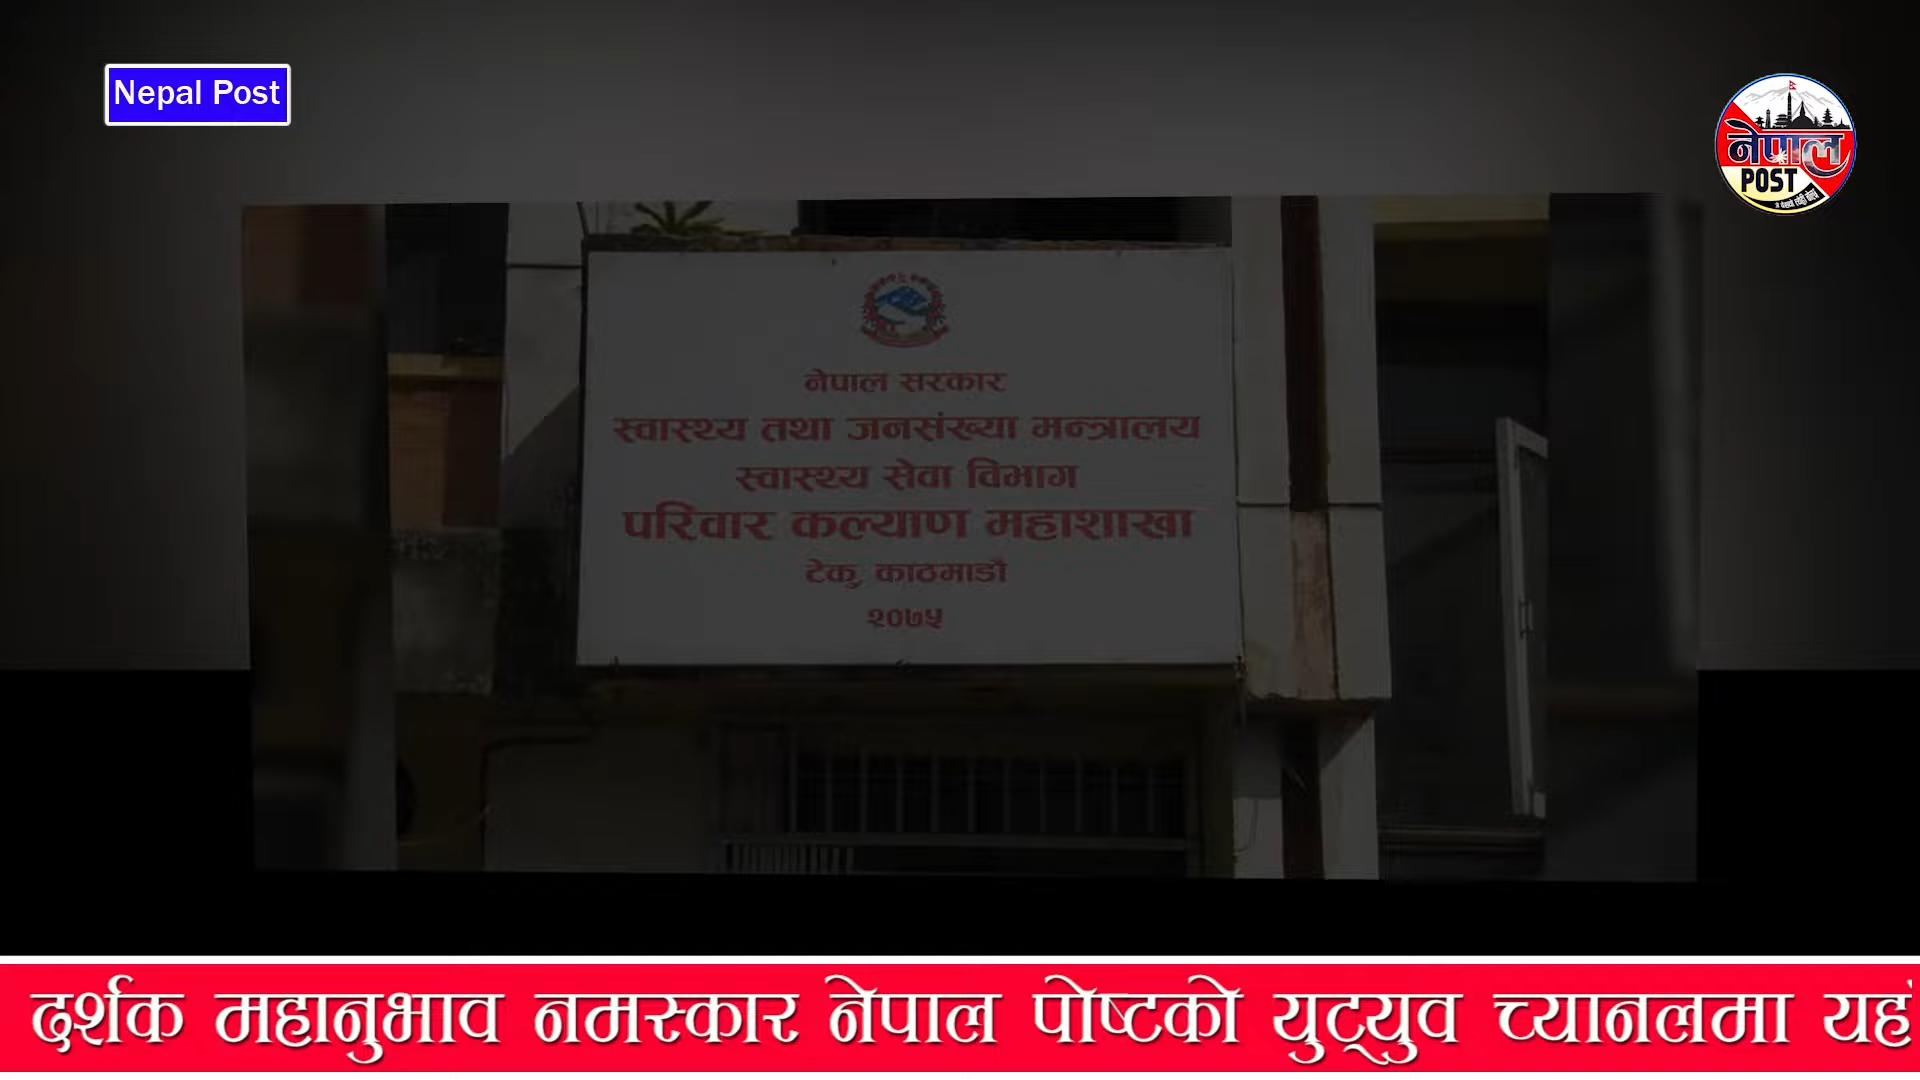 Nepal Post
नेपाल
POST
नेपाल सरकार
स्वास्थ्य तथा जनसंख्या मन्त्रालय
स्वास्थ्य सेवा विभाग
परिवार कल्याण महाशाखा
टेकु, काठमाडौं
२०७५
दर्शक महानुभाव नमस्कार नेपाल पोष्टको युट्युव च्यानलमा